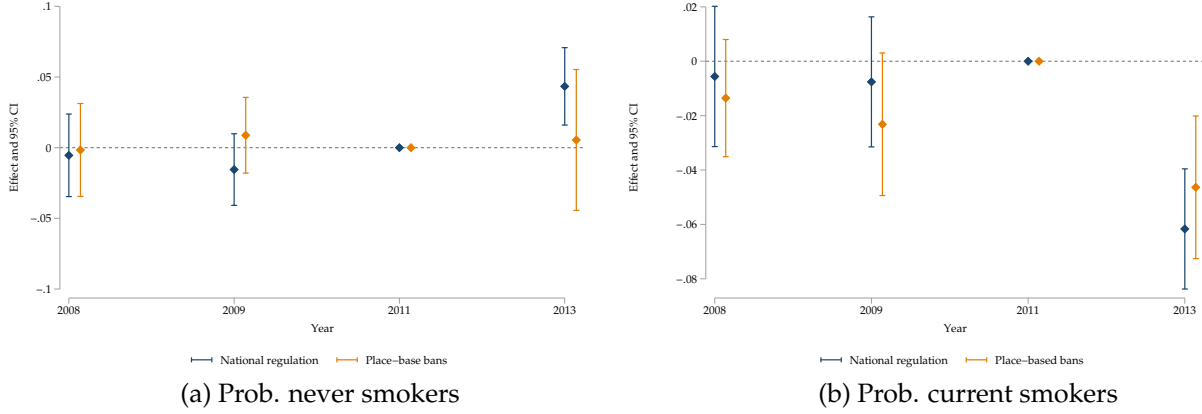 .1
.05
0
−.05
−.1
Effect and 95% CI
2008
2009
2011
2013
Year
National regulation
Place−base bans
(a) Prob. never smokers
.02
0
−.02
−.04
−.06
−.08
Effect and 95% CI
2008
2009
2011
2013
Year
National regulation
Place−based bans
(b) Prob. current smokers